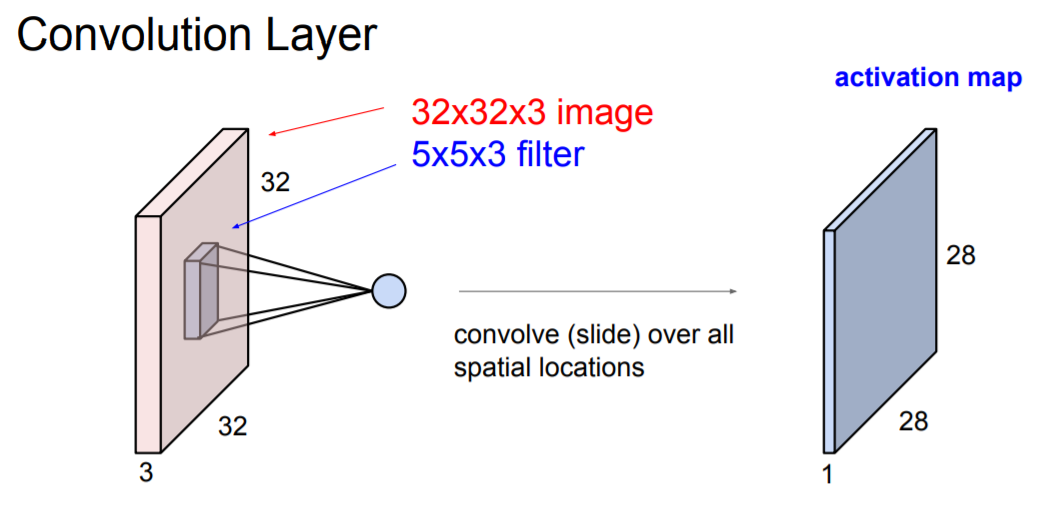 Convolution Layer
activation map
32x32x3 image
5x5x3 filter
32
28
convolve (slide) over all
spatial locations
32
28
3
1